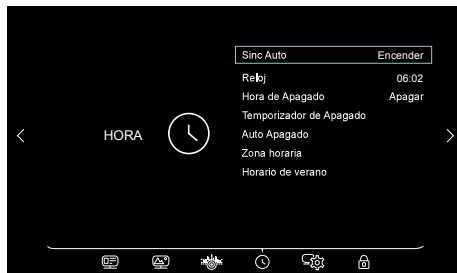 Sinc Auto Encender
Reloj 06:02
Hora de Apagado Apagar
Temporizador de Apagado
HORA
Auto Apagado
Zona horaria
Horario de verano